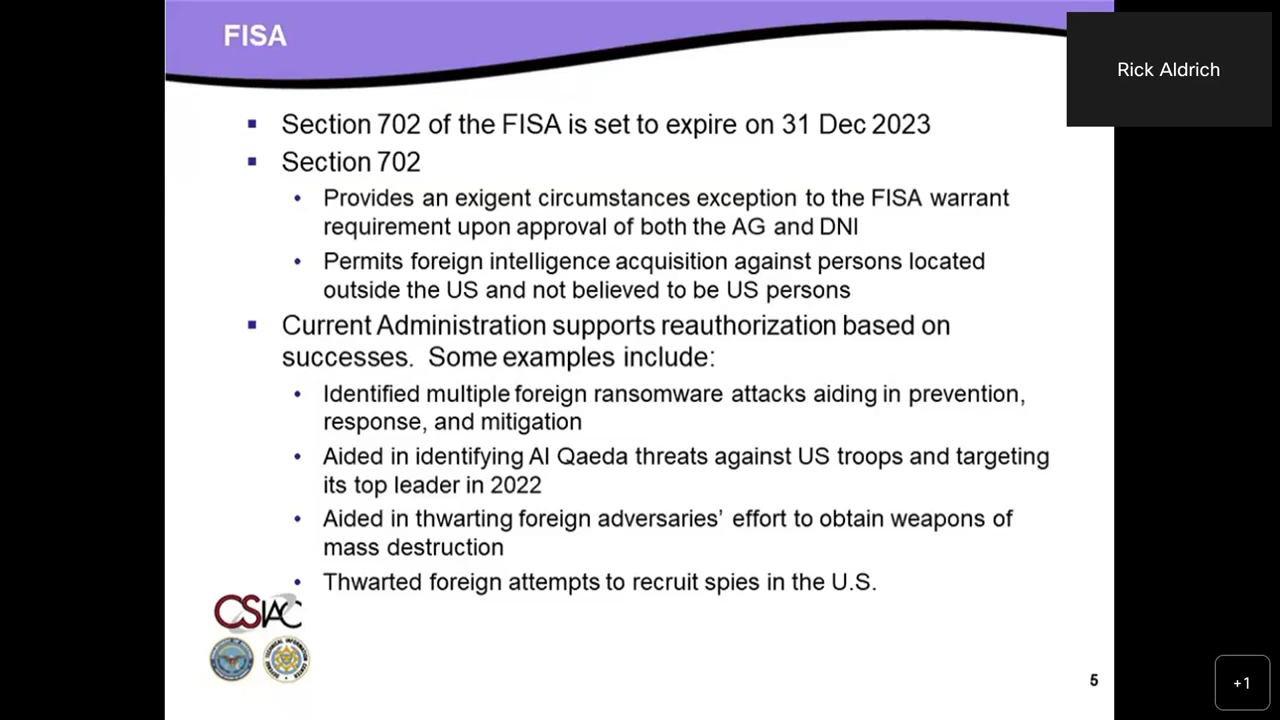 FISA
Rick Aldrich
Section 702 of the FISA is set to expire on 31 Dec 2023
Section 702
Provides an exigent circumstances exception to the FISA warrant
requirement upon approval of both the AG and DNI
Permits foreign intelligence acquisition against persons located
outside the US and not believed to be US persons
Current Administration supports reauthorization based on
successes. Some examples include:
Identified multiple foreign ransomware attacks aiding in prevention,
response, and mitigation
Aided in identifying Al Qaeda threats against US troops and targeting
its top leader in 2022
Aided in thwarting foreign adversaries’ effort to obtain weapons of
mass destruction
Thwarted foreign attempts to recruit spies in the U.S.
CSIAC
5
+1